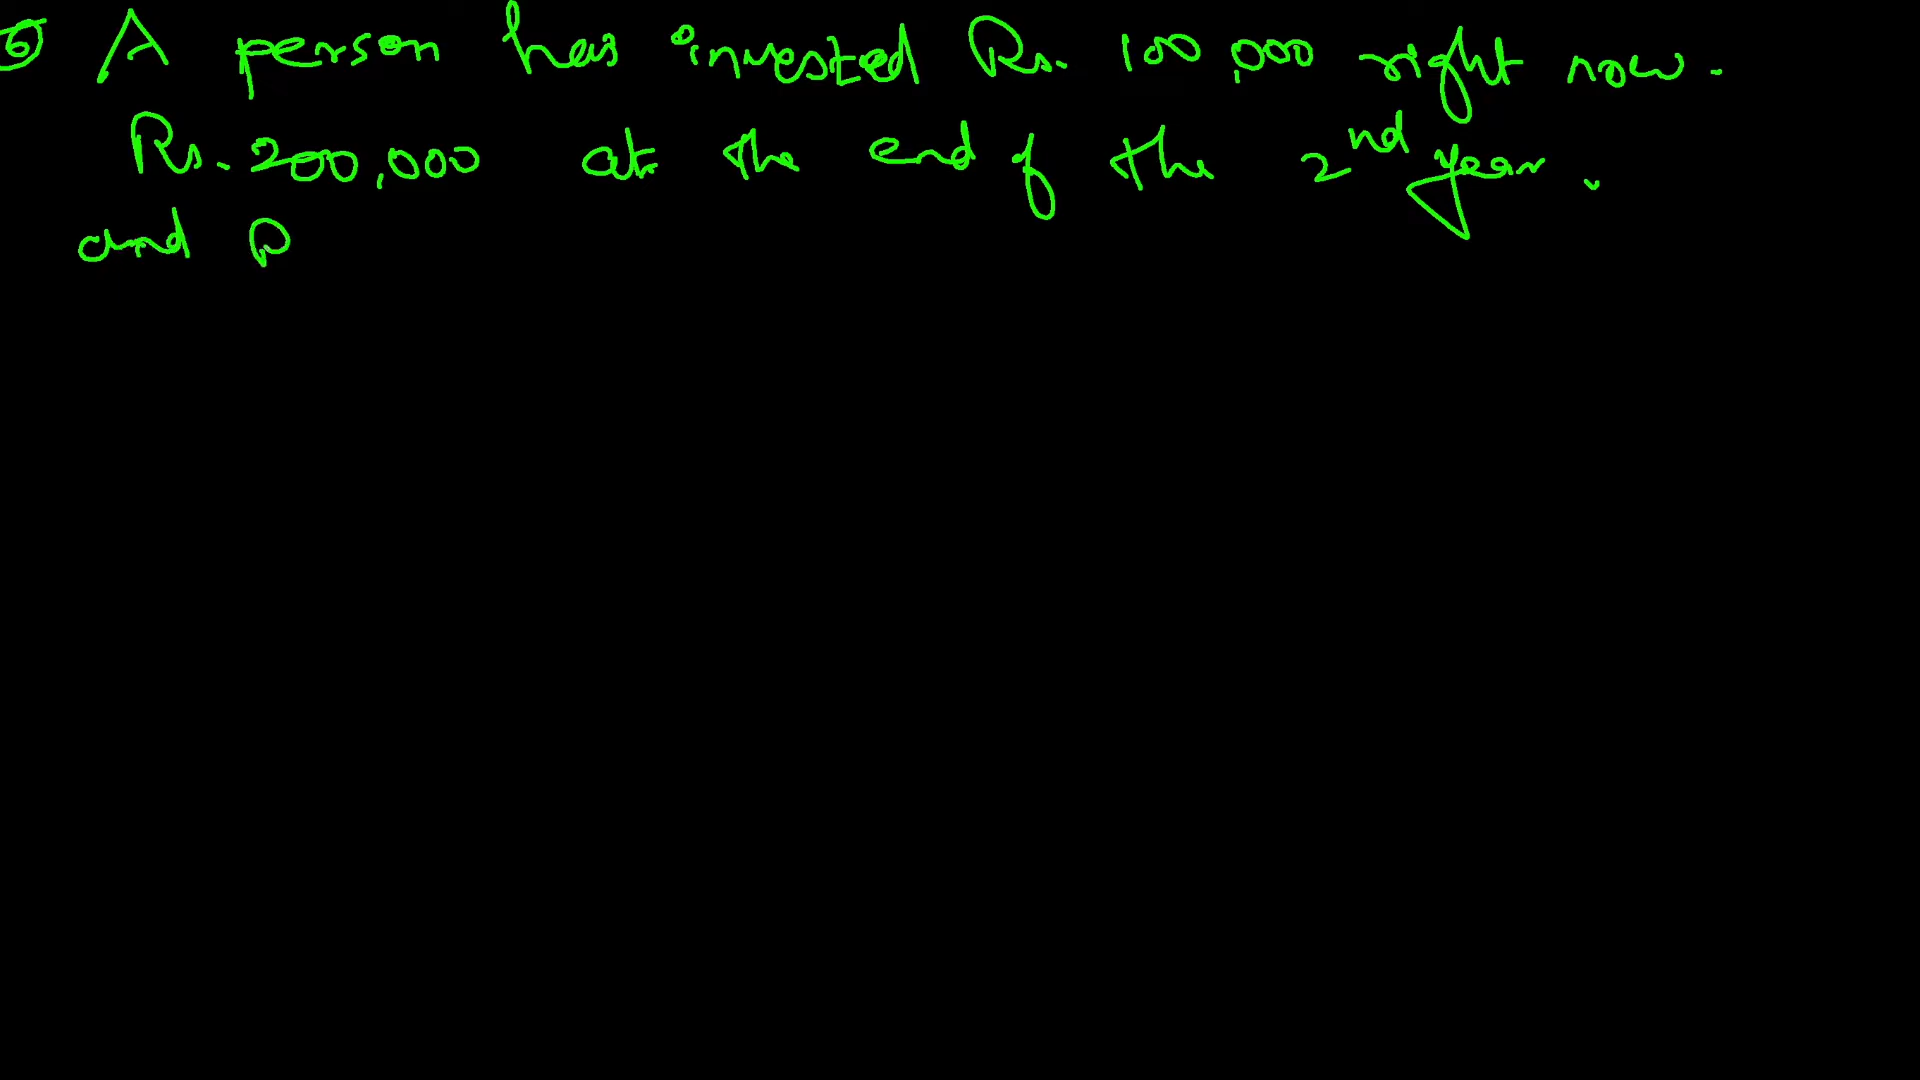 6 A person has invested Rs. 100,000 right now.
Rs. 200,000 at the end of the 2nd year.
and